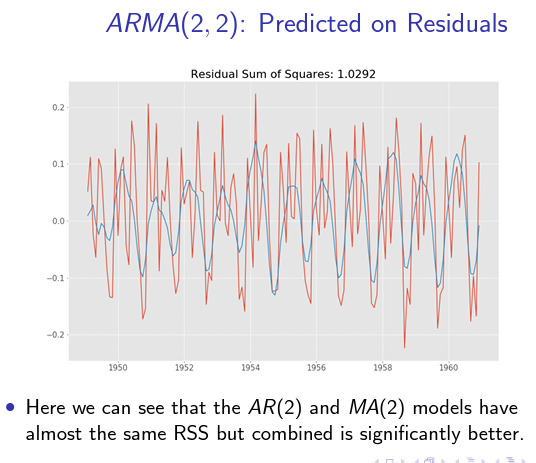 ARMA(2, 2): Predicted on Residuals
Residual Sum of Squares: 1.0292
0.2
0.1
0.0
−0.1
−0.2
1950 1952 1954 1956 1958 1960
• Here we can see that the AR(2) and MA(2) models have
almost the same RSS but combined is significantly better.